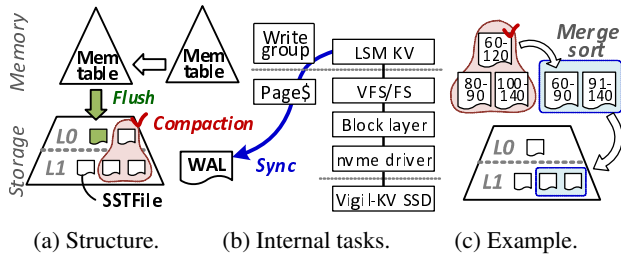 Memory
Storage
Mem
table
Mem
table
Flush
Compaction
L0
L1
SSTFile
(a) Structure.
Write
group
Page$
WAL
Sync
LSM KV
VFS/FS
Block layer
nvme driver
Vigil-KV SSD
(b) Internal tasks.
60-
120
80-
90
100-
140
Merge
sort
60-
90
91-
140
L0
L1
(c) Example.